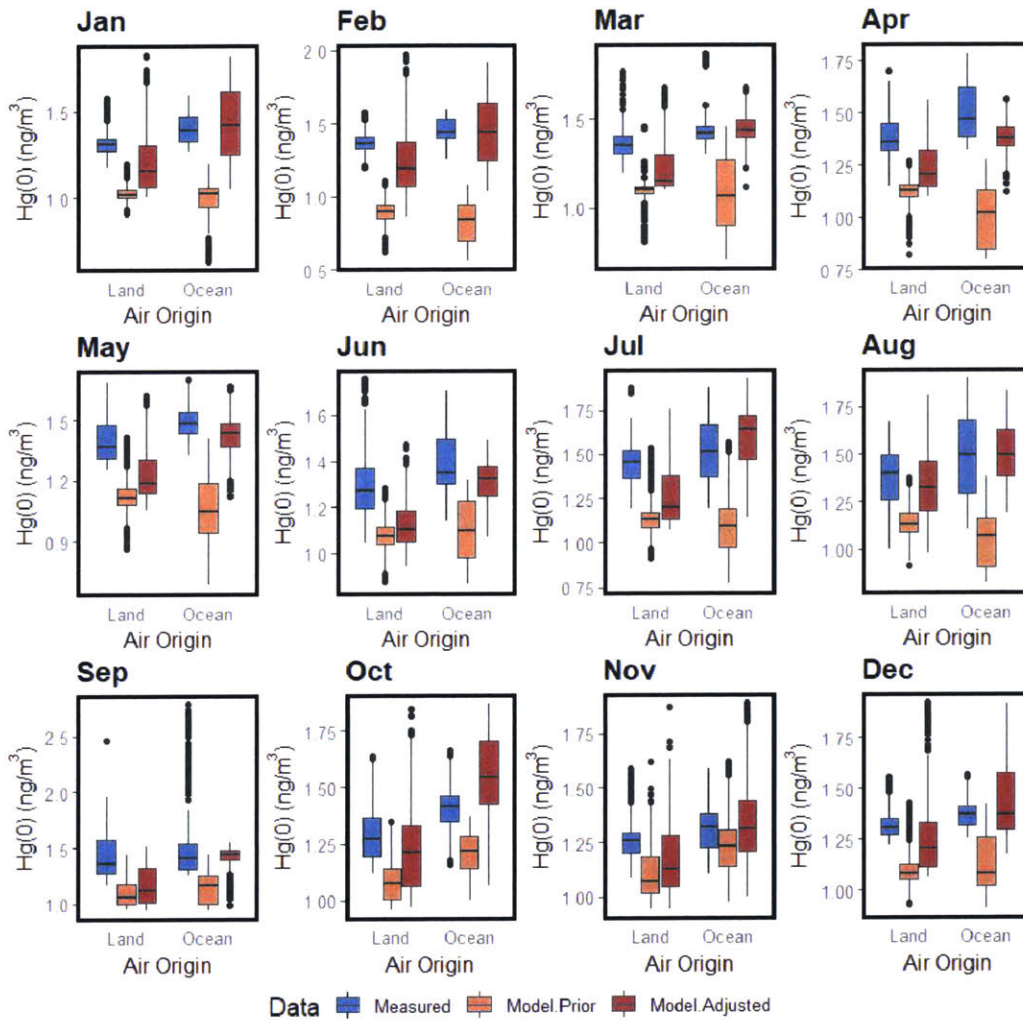 Jan
Hg(0) (ng/m³)
1.5
1.0
Land Ocean
Air Origin
Feb
Hg(0) (ng/m³)
2 0
1 5
1 0
0 5
Land Ocean
Air Origin
Mar
Hg(0) (ng/m³)
1.5
1.0
Land Ocean
Air Origin
Apr
Hg(0) (ng/m³)
1.75
1.50
1.25
1.00
0.75
Land Ocean
Air Origin
May
Hg(0) (ng/m³)
1 5
1 2
0 9
Land Ocean
Air Origin
Jun
Hg(0) (ng/m³)
1 6
1 4
1 2
1 0
Land Ocean
Air Origin
Jul
Hg(0) (ng/m³)
1.75
1.50
1.25
1.00
0 75
Land Ocean
Air Origin
Aug
Hg(0) (ng/m³)
1 75
1 50
1 25
1 00
Land Ocean
Air Origin
Sep
Hg(0) (ng/m³)
2.5
2.0
1.5
1.0
Land Ocean
Air Origin
Oct
Hg(0) (ng/m³)
1.75
1 50
1 25
1 00
Land Ocean
Air Origin
Nov
Hg(0) (ng/m³)
1 75
1 50
1 25
1 00
Land Ocean
Air Origin
Dec
Hg(0) (ng/m³)
1 75
1 50
1 25
1 00
Land Ocean
Air Origin
Data Measured Model.Prior Model.Adjusted